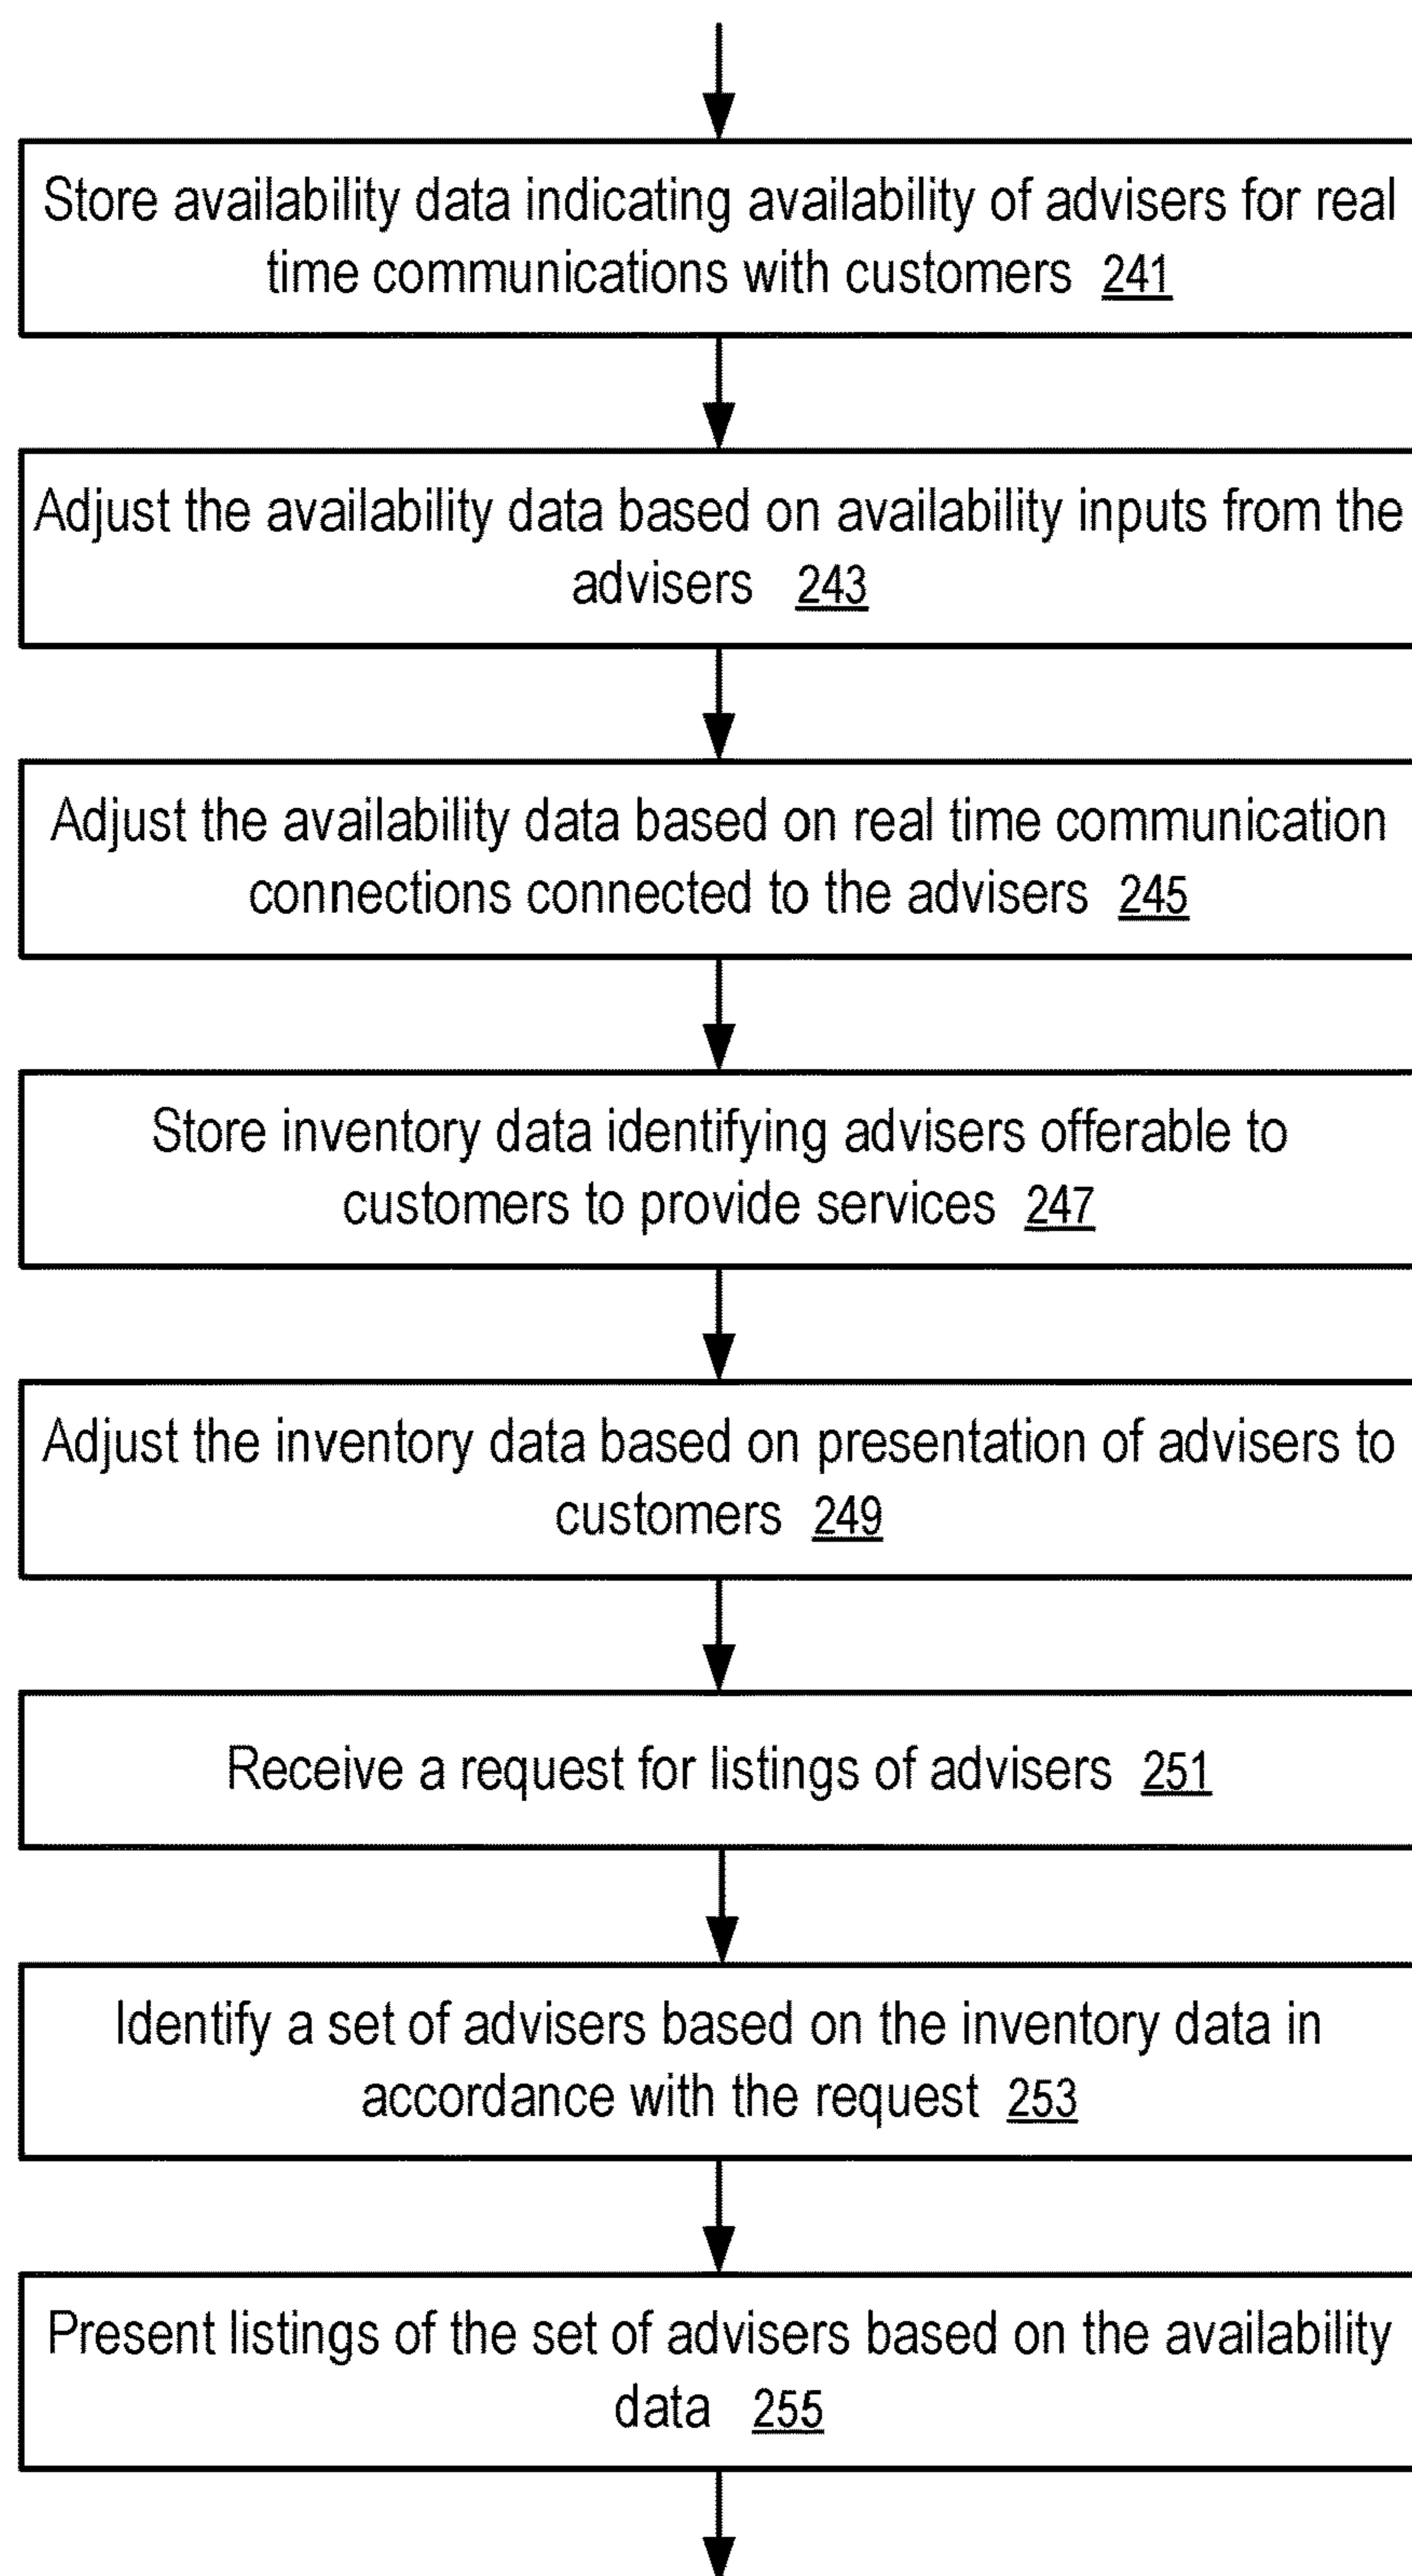 Store availability data indicating availability of advisers for real
time communications with customers 241
Adjust the availability data based on availability inputs from the
advisers 243
Adjust the availability data based on real time communication
connections connected to the advisers 245
Store inventory data identifying advisers offerable to
customers to provide services 247
Adjust the inventory data based on presentation of advisers to
customers 249
Receive a request for listings of advisers 251
Identify a set of advisers based on the inventory data in
accordance with the request 253
Present listings of the set of advisers based on the availability
data 255